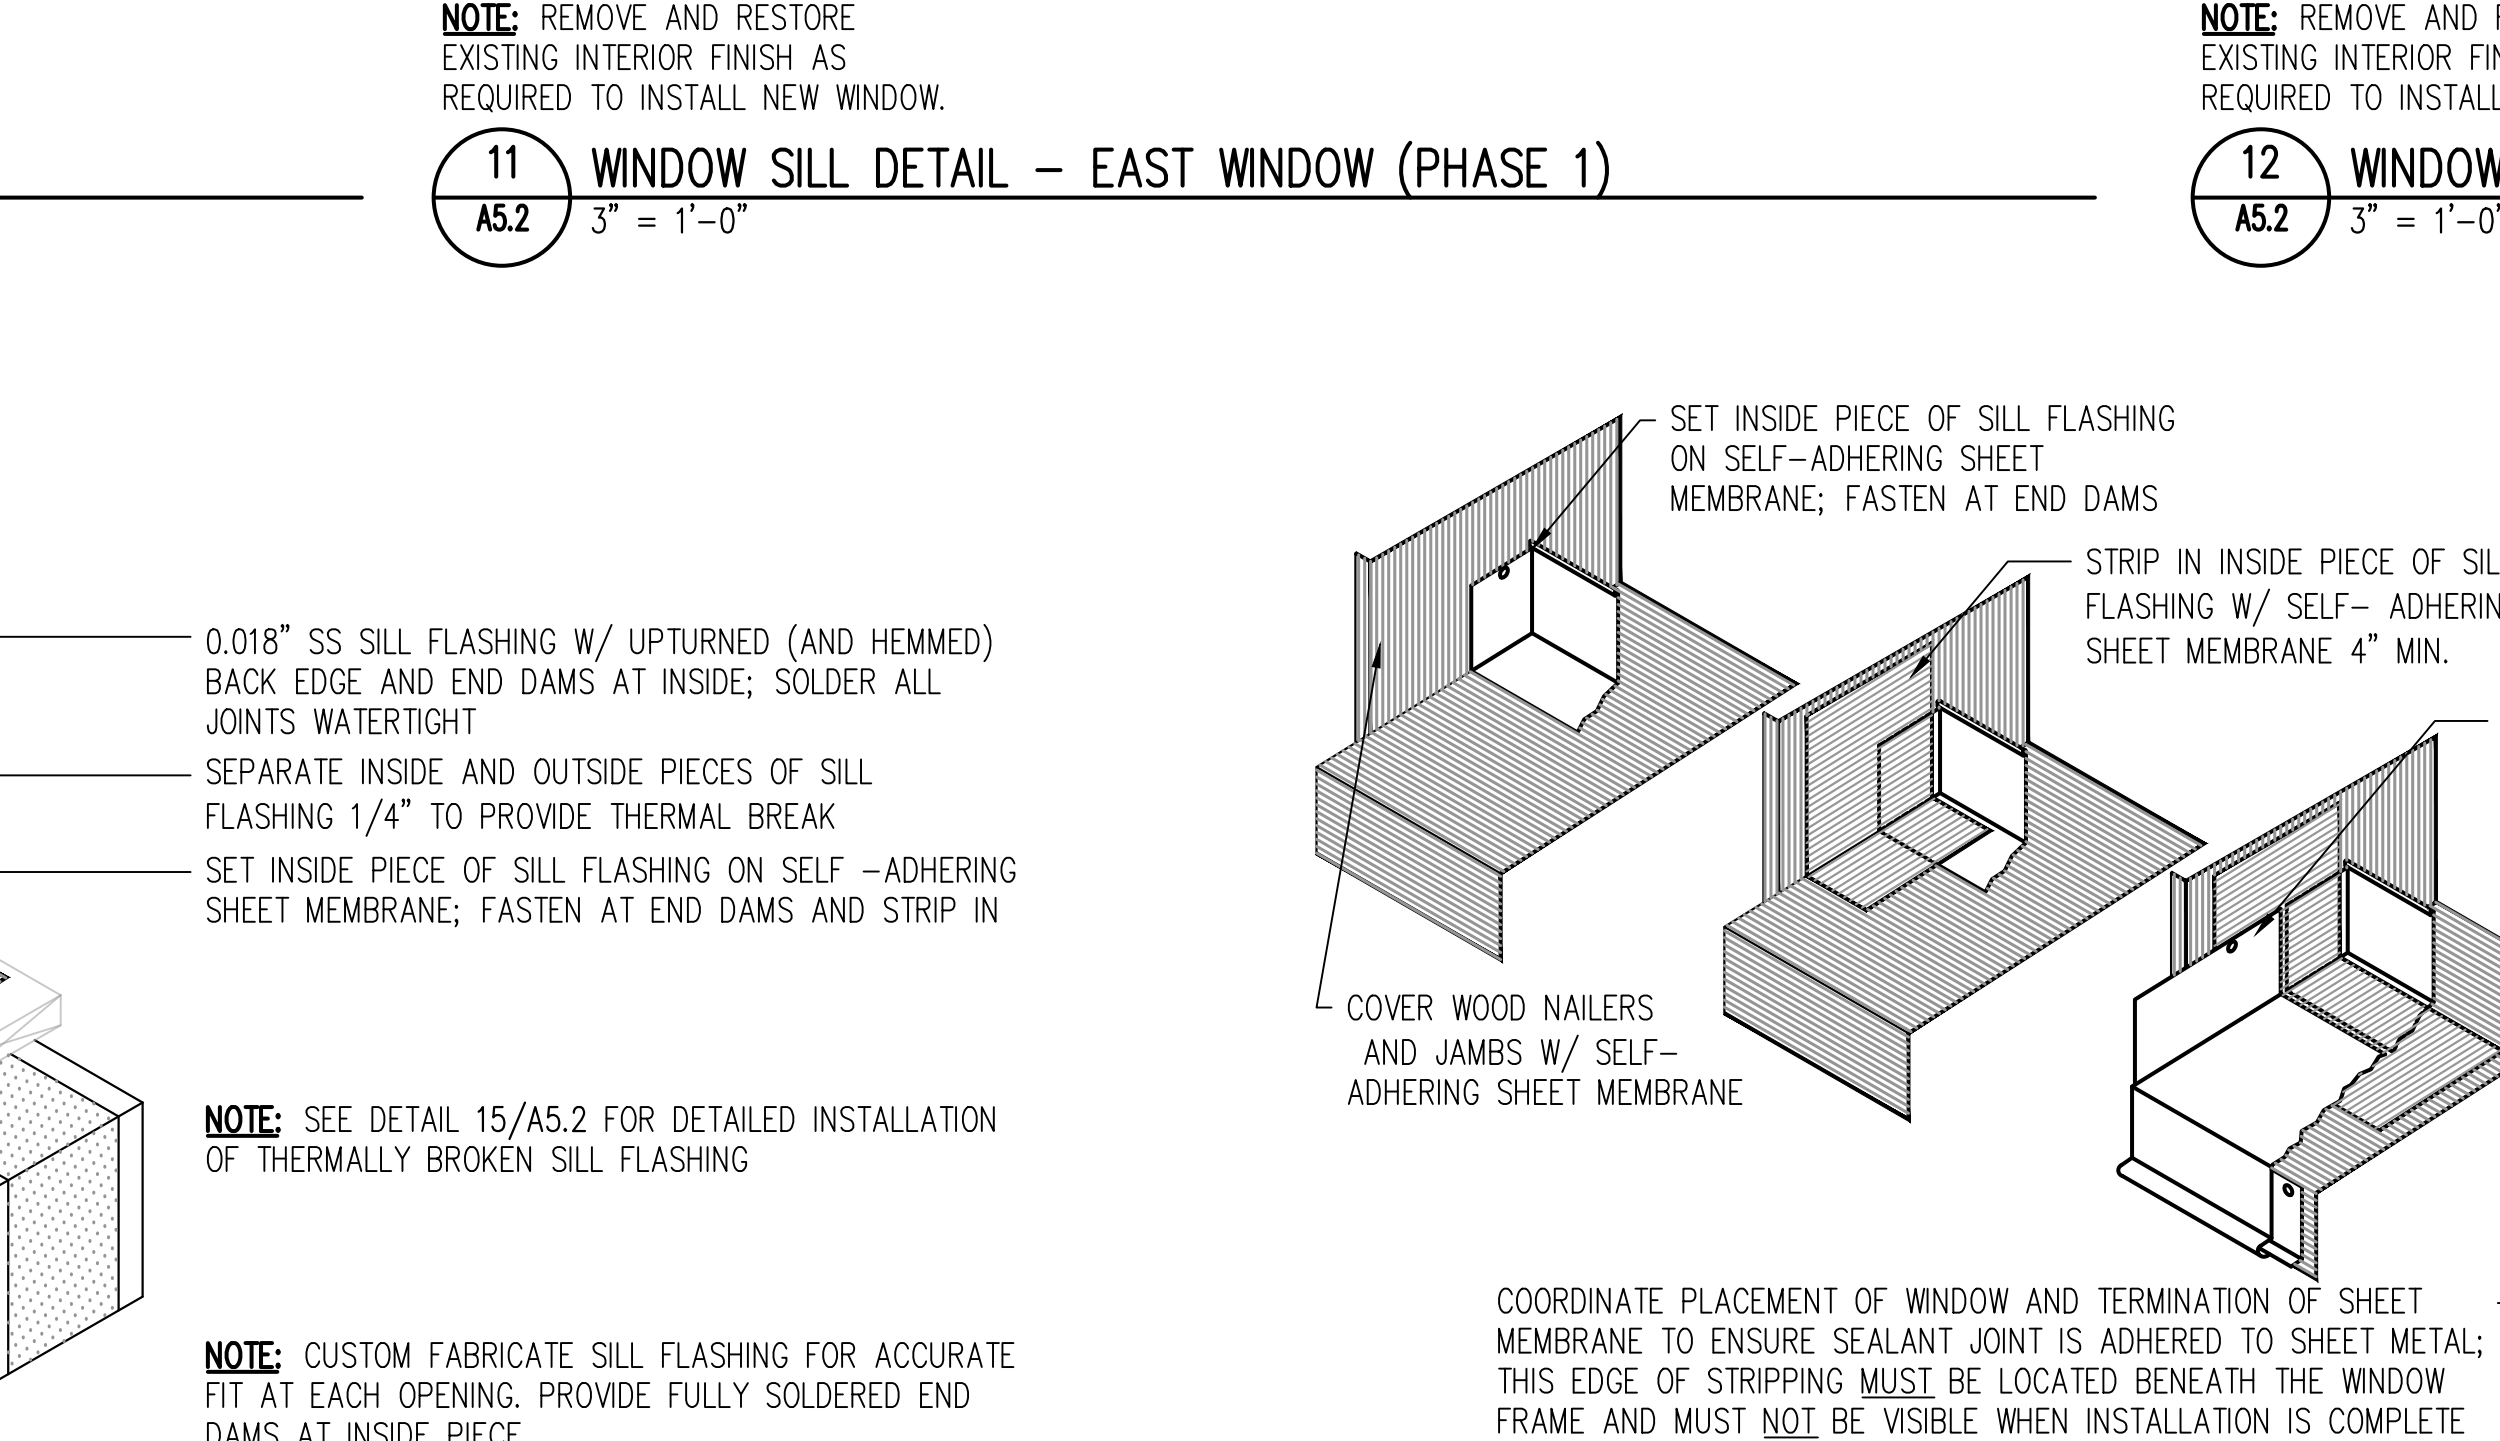 NOTE: REMOVE AND RESTORE
EXISTING INTERIOR FINISH AS
REQUIRED TO INSTALL NEW WINDOW.
11
A5.2
WINDOW SILL DETAIL – EAST WINDOW (PHASE 1)
3" = 1'–0"
NOTE: REMOVE AND
EXISTING INTERIOR
REQUIRED TO INSTALL
12
A5.2
WINDOW
3" = 1'–0"
0.018" SS SILL FLASHING W/ UPTURNED (AND HEMMED)
BACK EDGE AND END DAMS AT INSIDE; SOLDER ALL
JOINTS WATERTIGHT
SEPARATE INSIDE AND OUTSIDE PIECES OF SILL
FLASHING 1/4" TO PROVIDE THERMAL BREAK
SET INSIDE PIECE OF SILL FLASHING ON SELF –ADHERING
SHEET MEMBRANE; FASTEN AT END DAMS AND STRIP IN
NOTE: SEE DETAIL 15/A5.2 FOR DETAILED INSTALLATION
OF THERMALLY BROKEN SILL FLASHING
NOTE: CUSTOM FABRICATE SILL FLASHING FOR ACCURATE
FIT AT EACH OPENING. PROVIDE FULLY SOLDERED END
DAMS AT INSIDE PIECE
SET INSIDE PIECE OF SILL FLASHING
ON SELF–ADHERING SHEET
MEMBRANE; FASTEN AT END DAMS
STRIP IN INSIDE PIECE OF
FLASHING W/ SELF–
SHEET MEMBRANE 4" MIN.
COVER WOOD NAILERS
AND JAMBS W/ SELF–
ADHERING SHEET MEMBRANE
COORDINATE PLACEMENT OF WINDOW AND TERMINATION OF SHEET
MEMBRANE TO ENSURE SEALANT JOINT IS ADHERED TO SHEET METAL;
THIS EDGE OF STRIPPING MUST BE LOCATED BENEATH THE WINDOW
FRAME AND MUST NOT BE VISIBLE WHEN INSTALLATION IS COMPLETE